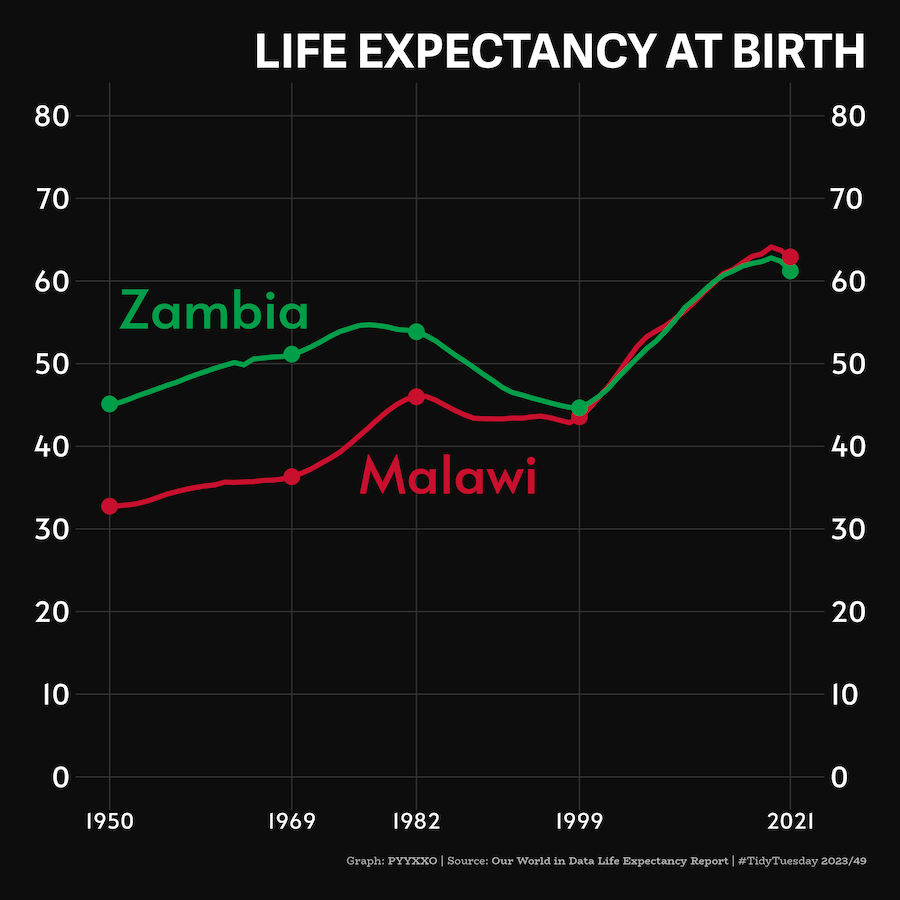 LIFE EXPECTANCY AT BIRTH
80 80
70 70
60 60
Zambia
50 50
40 40
Malawi
30 30
20 20
10 10
0 0
1950 1969 1982 1999 2021
Graph: PYYXXO | Source: Our World in Data Life Expectancy Report | #TidyTuesday 2023/49